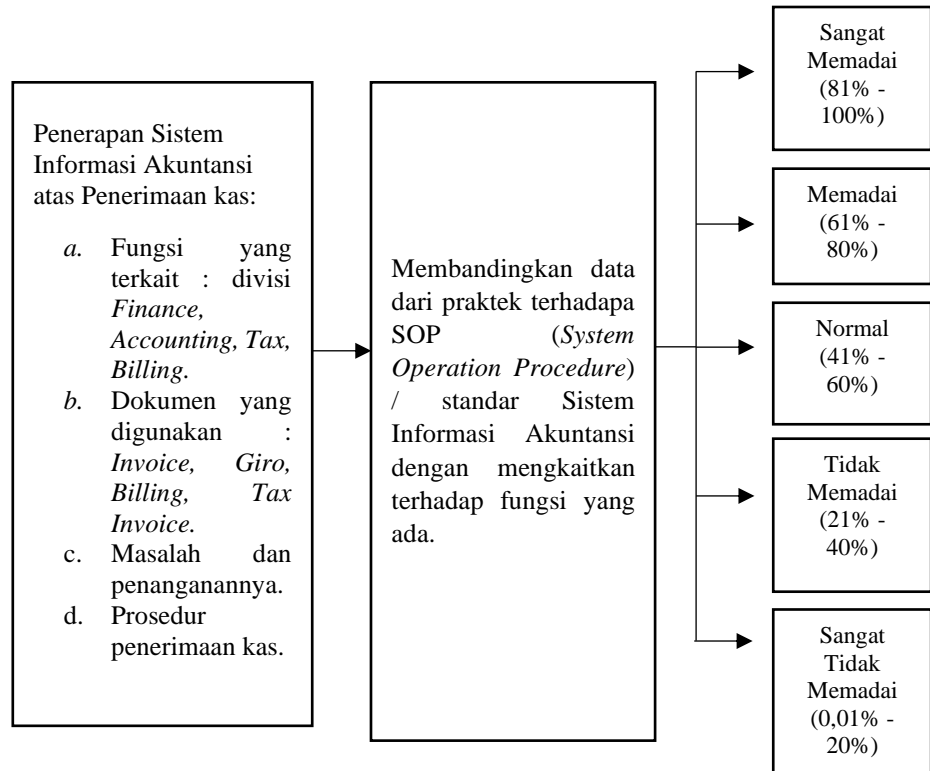 Penerapan Sistem
Informasi Akuntansi
atas Penerimaan kas:
a. Fungsi yang
terkait : divisi
Finance,
Accounting, Tax,
Billing.
b. Dokumen yang
digunakan :
Invoice, Giro,
Billing, Tax
Invoice.
c. Masalah dan
penanganannya.
d. Prosedur
penerimaan kas.
Membandingkan data
dari praktek terhadapa
SOP (System
Operation Procedure)
/ standar Sistem
Informasi Akuntansi
dengan mengkaitkan
terhadap fungsi yang
ada.
Sangat
Memadai
(81% -
100%)
Memadai
(61% -
80%)
Normal
(41% -
60%)
Tidak
Memadai
(21% -
40%)
Sangat
Tidak
Memadai
(0,01% -
20%)